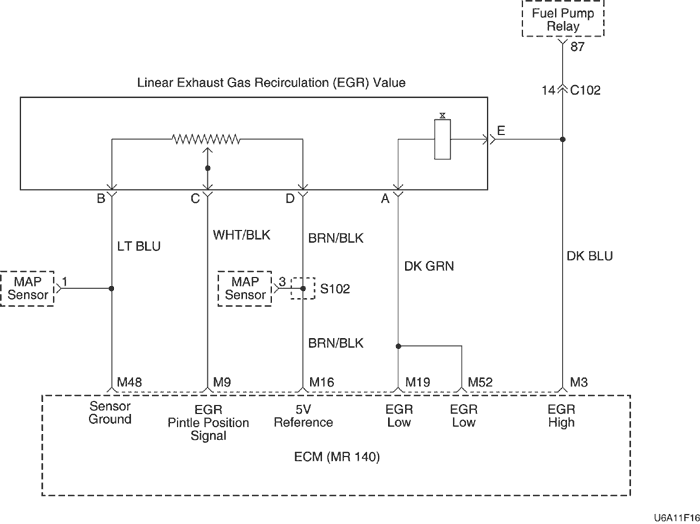 Fuel Pump
Relay
87
14 C102
Linear Exhaust Gas Recirculation (EGR) Value
E
B C D A
LT BLU
WHT/BLK
BRN/BLK
DK GRN
DK BLU
MAP
Sensor
1
MAP
Sensor
3
S102
BRN/BLK
M48 M9 M16 M19 M52 M3
Sensor
Ground
EGR
Pintle Position
Signal
5V
Reference
EGR
Low
EGR
Low
EGR
High
ECM (MR 140)
U6A11F16